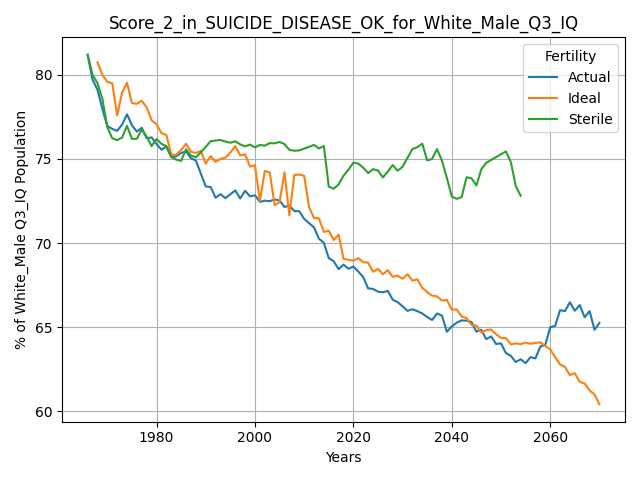 Score_2_in_SUICIDE_DISEASE_OK_for_White_Male_Q3_IQ
Fertility
Actual
Ideal
Sterile
% of White_Male Q3_IQ Population
80
75
70
65
60
1980
2000
2020
2040
2060
Years